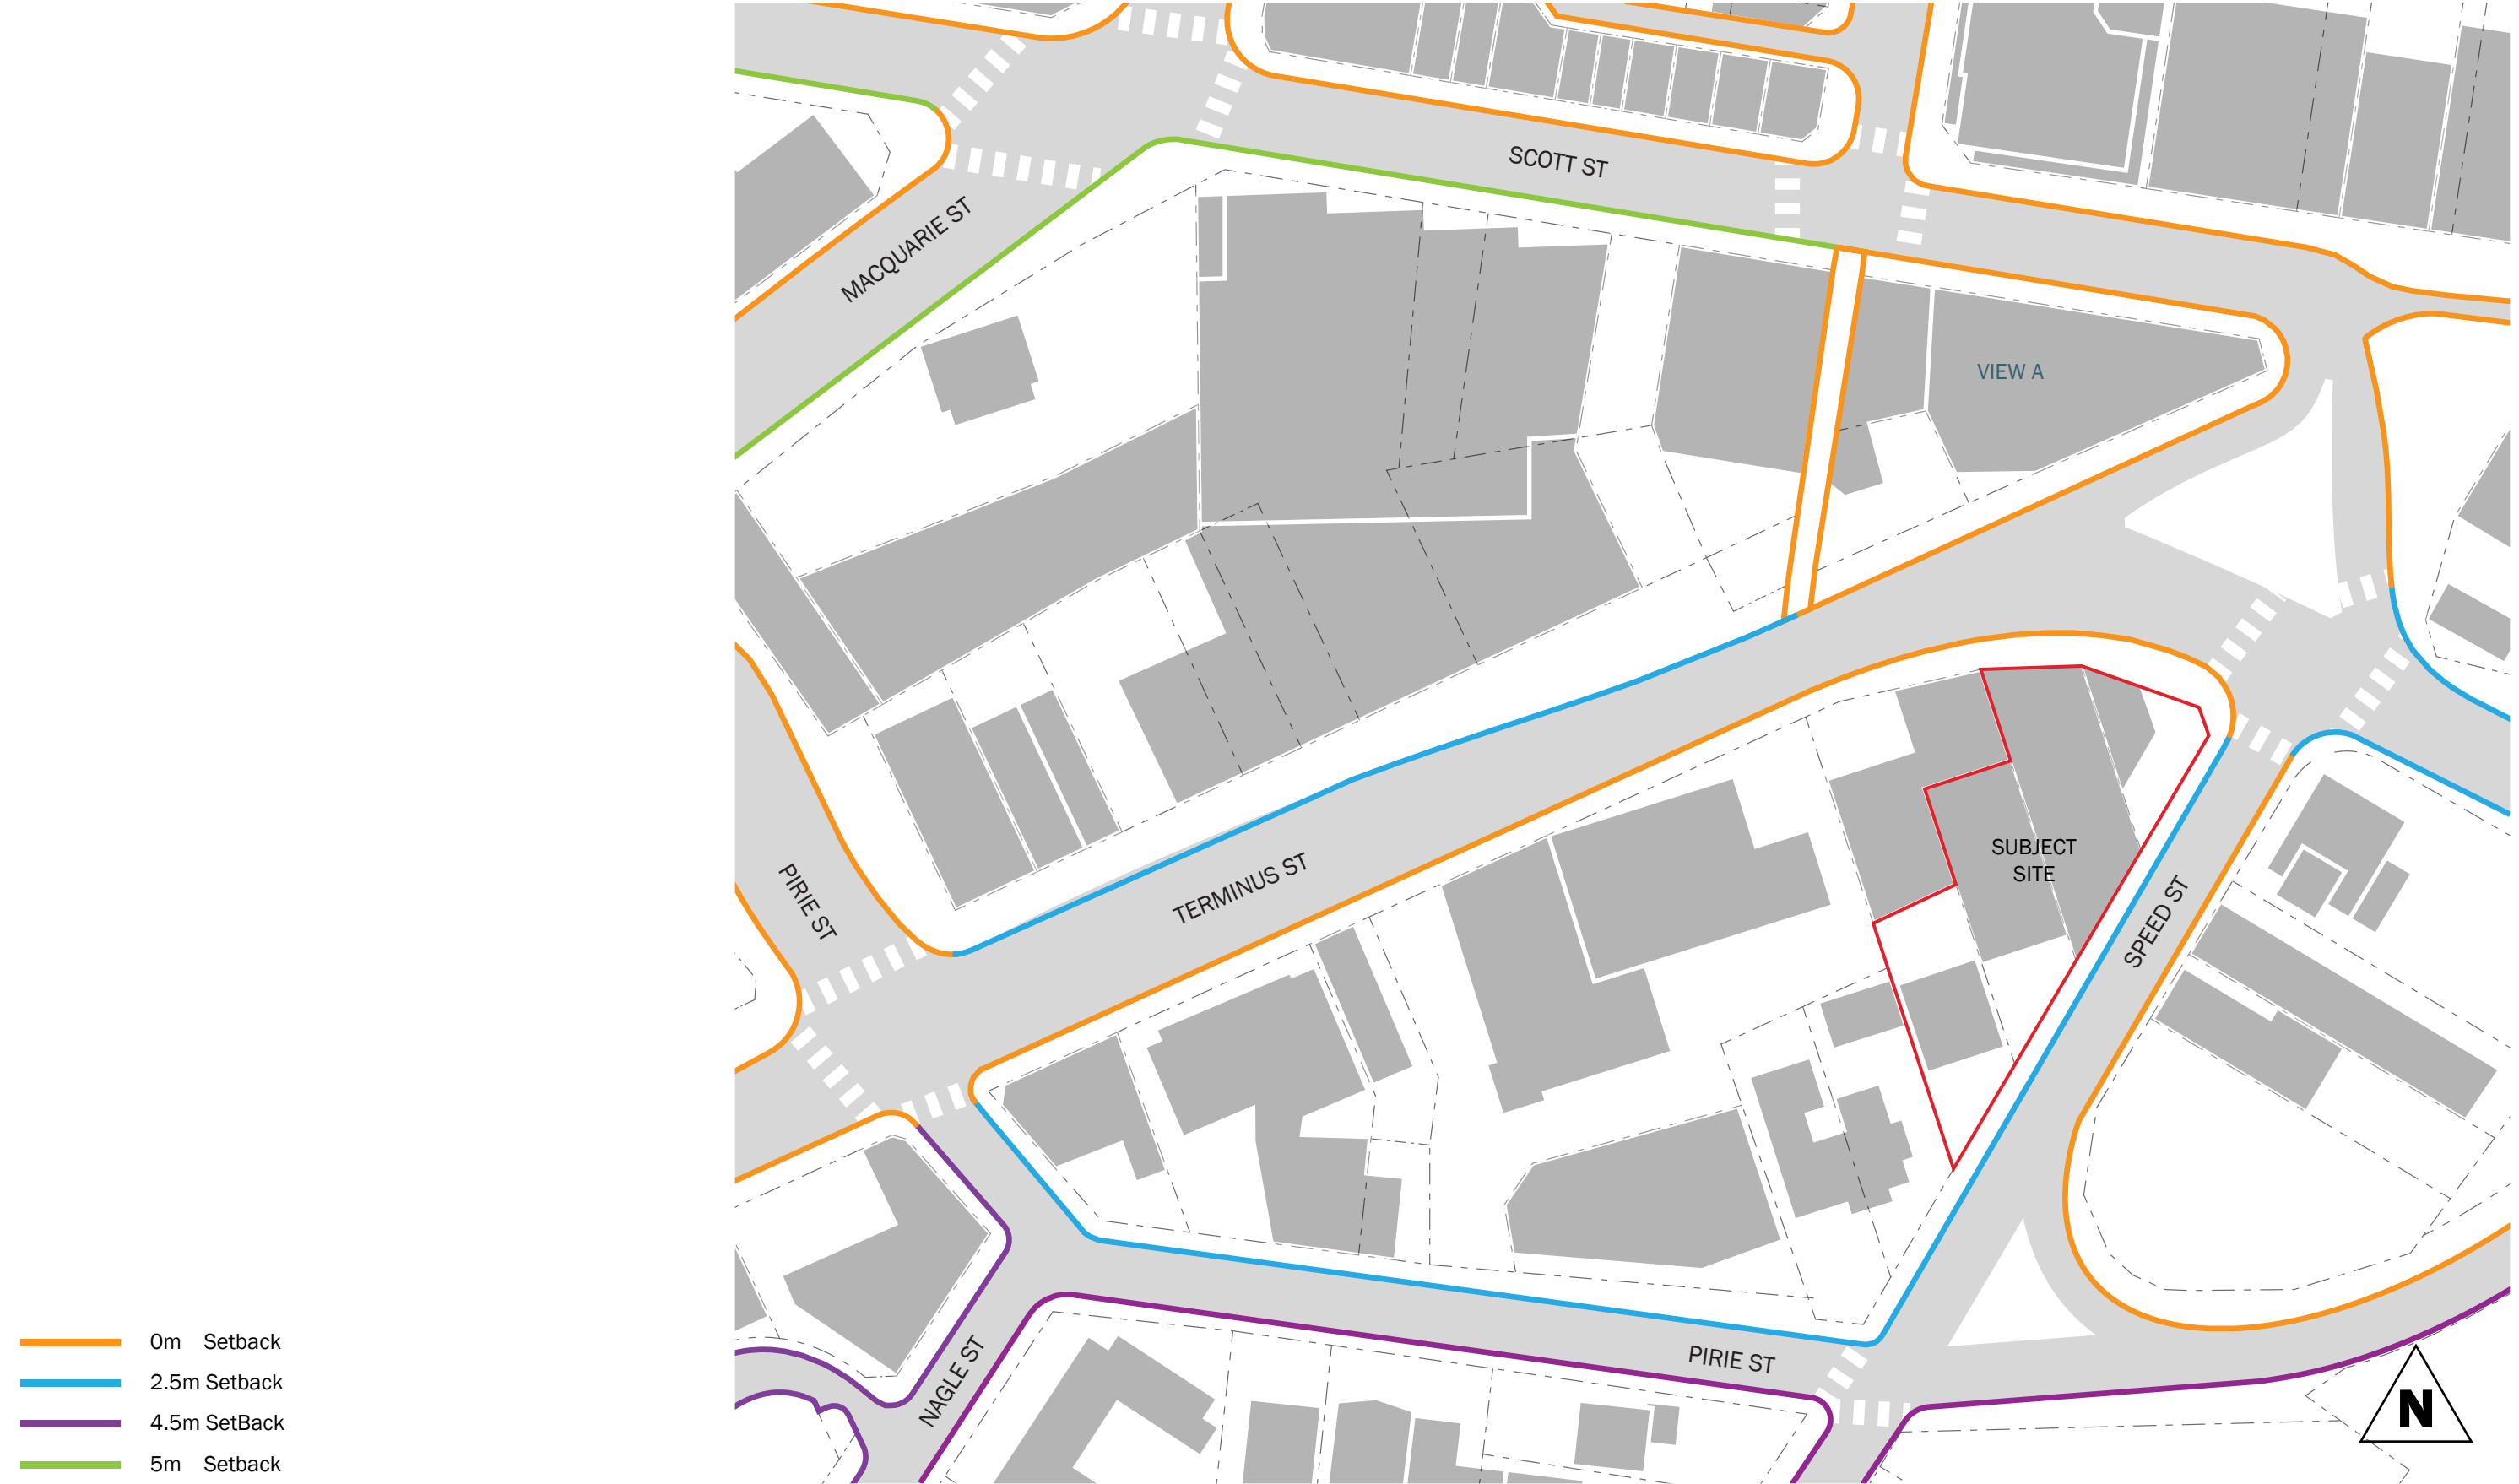 SCOTT ST
MACQUARIE ST
VIEW A
SUBJECT
SITE
PIRIE ST
TERMINUS ST
SPEED ST
NAGLE ST
PIRIE ST
0m Setback
2.5m Setback
4.5m SetBack
5m Setback
N